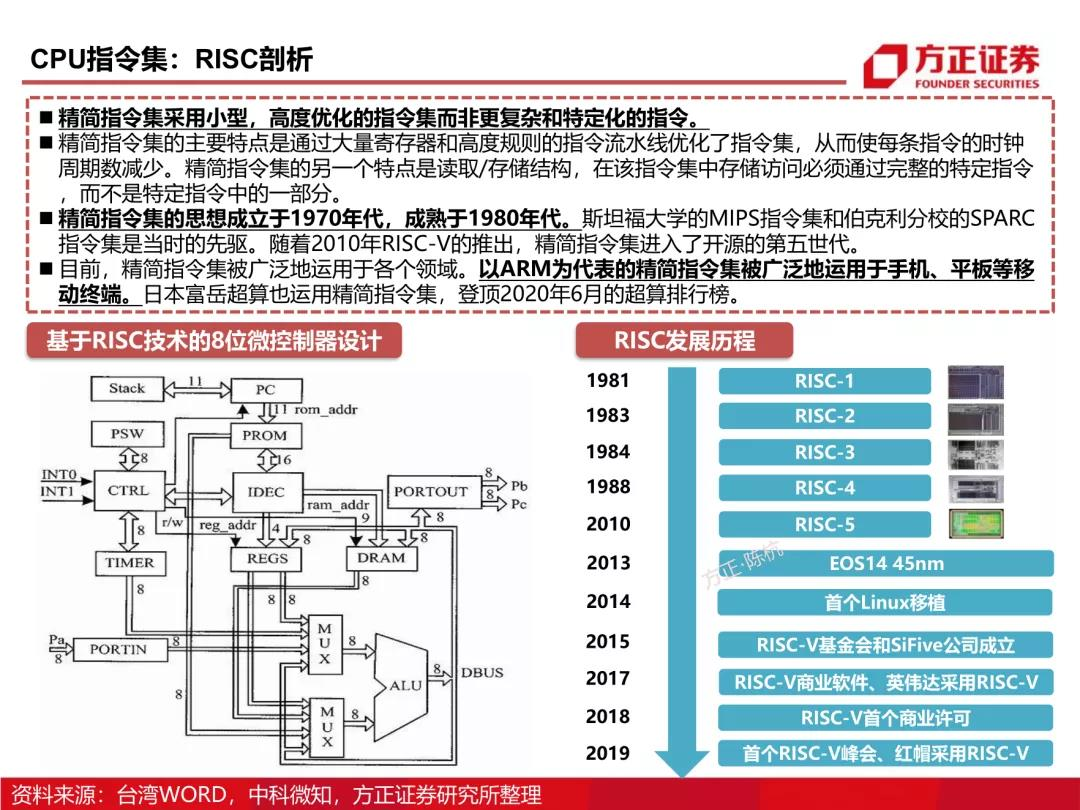 CPU指令集：RISC剖析
方正证券
FOUNDER SECURITIES
■ 精简指令集采用小型，高度优化的指令集而非更复杂和特定化的指令。
■ 精简指令集的主要特点是通过大量寄存器和高度规则的指令流水线优化了指令集，从而使每条指令的时钟
周期数减少。精简指令集的另一个特点是读取/存储结构，在该指令集中存储访问必须通过完整的特定指令
，而不是特定指令中的一部分。
■ 精简指令集的思想成立于1970年代，成熟于1980年代。斯坦福大学的MIPS指令集和伯克利分校的SPARC
指令集是当时的先驱。随着2010年RISC-V的推出，精简指令集进入了开源的第五世代。
■ 目前，精简指令集被广泛地运用于各个领域。以ARM为代表的精简指令集被广泛地运用于手机、平板等移
动终端。日本富岳超算也运用精简指令集，登顶2020年6月的超算排行榜。
基于RISC技术的8位微控制器设计
Stack 11 PC
11 rom_addr
PSW PROM
8 16
INT0
INT1
CTRL IDEC PORTOUT
8 Pb
8 Pc
ram_addr
r/w reg_addr 4 9 8
8 8 8
TIMER REGS DRAM
8 8
8 8
Pa
8
PORTIN 8
MUX 8
ALU 8 DBUS
8
MUX 8
RISC发展历程
1981 RISC-1
1983 RISC-2
1984 RISC-3
1988 RISC-4
2010 RISC-5
2013 EOS14 45nm
2014 首个Linux移植
2015 RISC-V基金会和SiFive公司成立
2017 RISC-V商业软件、英伟达采用RISC-V
2018 RISC-V首个商业许可
2019 首个RISC-V峰会、红帽采用RISC-V
方正·陈杭
资料来源：台湾WORD，中科微知，方正证券研究所整理